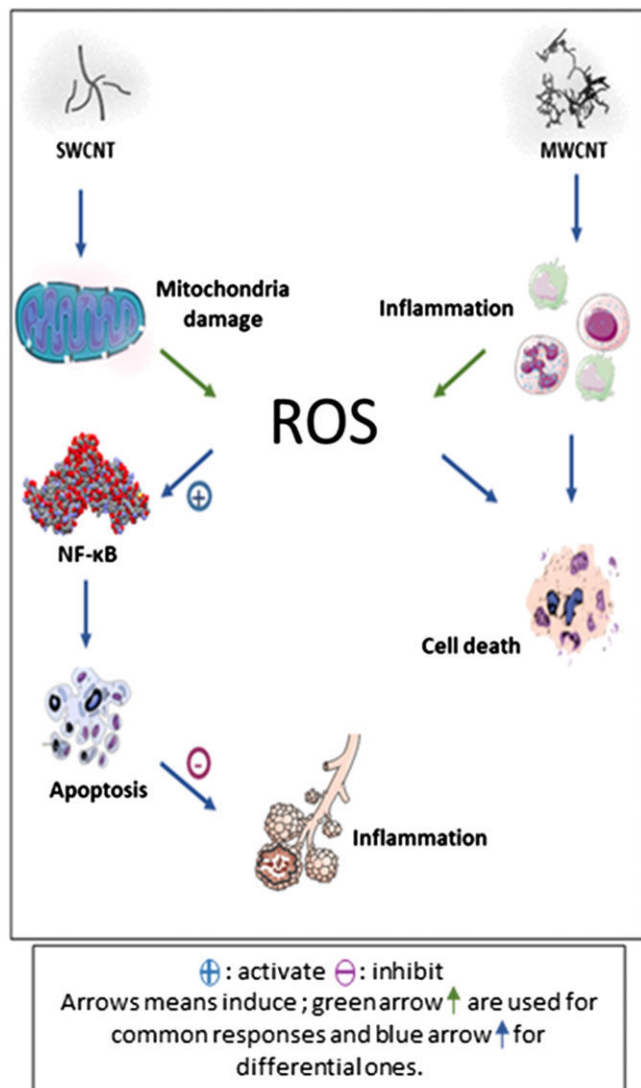 SWCNT
MWCNT
Mitochondria
damage
Inflammation
ROS
+
NF-κB
Cell death
Apoptosis
-
Inflammation
+ : activate - : inhibit
Arrows means induce ; green arrow ↑ are used for
common responses and blue arrow ↑ for
differential ones.